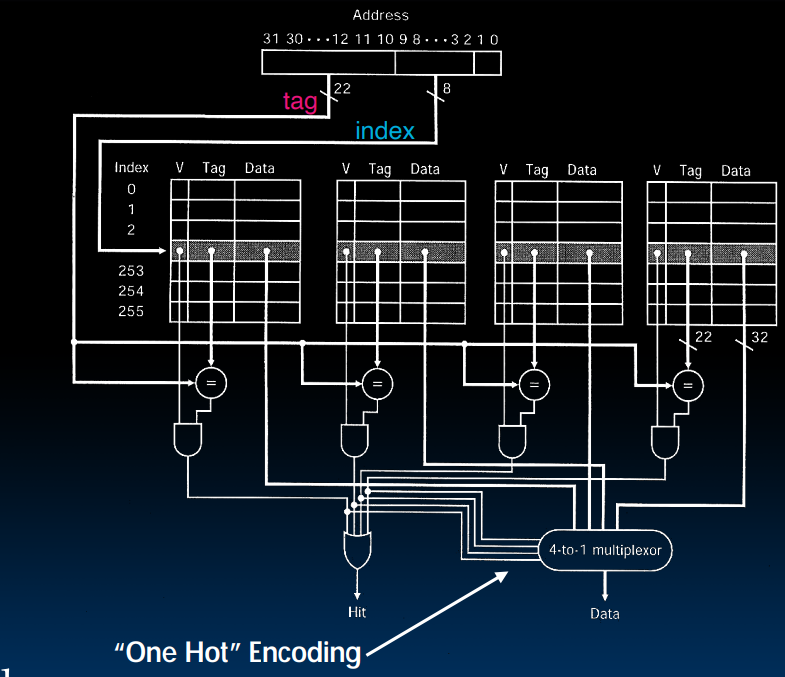 Address
31 30 ··· 12 11 10 9 8 ··· 3 2 1 0
22
8
tag
index
Index V Tag Data V Tag Data V Tag Data V Tag Data
0
1
2
253
254
255
22 32
= = = =
4-to-1 multiplexor
Hit
Data
“One Hot” Encoding